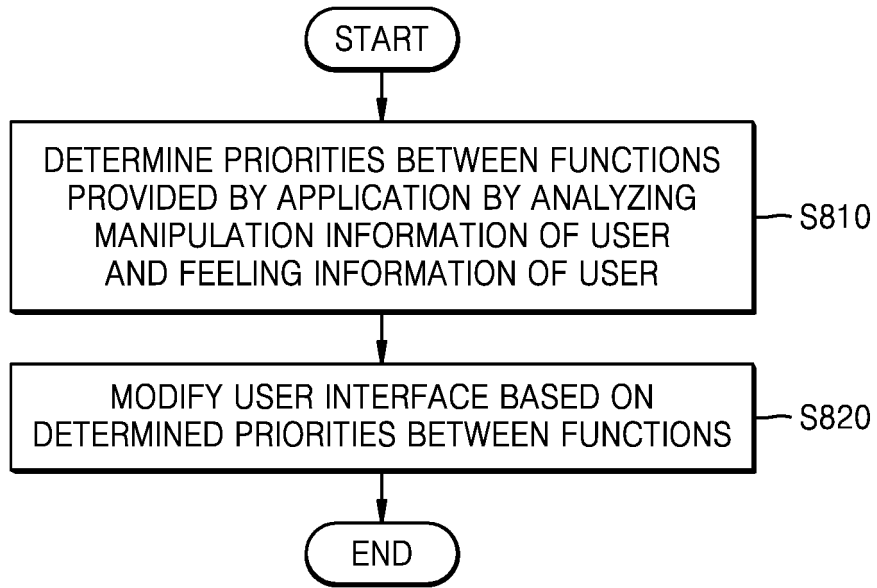 START
DETERMINE PRIORITIES BETWEEN FUNCTIONS
PROVIDED BY APPLICATION BY ANALYZING
MANIPULATION INFORMATION OF USER
AND FEELING INFORMATION OF USER
S810
MODIFY USER INTERFACE BASED ON
DETERMINED PRIORITIES BETWEEN FUNCTIONS
S820
END